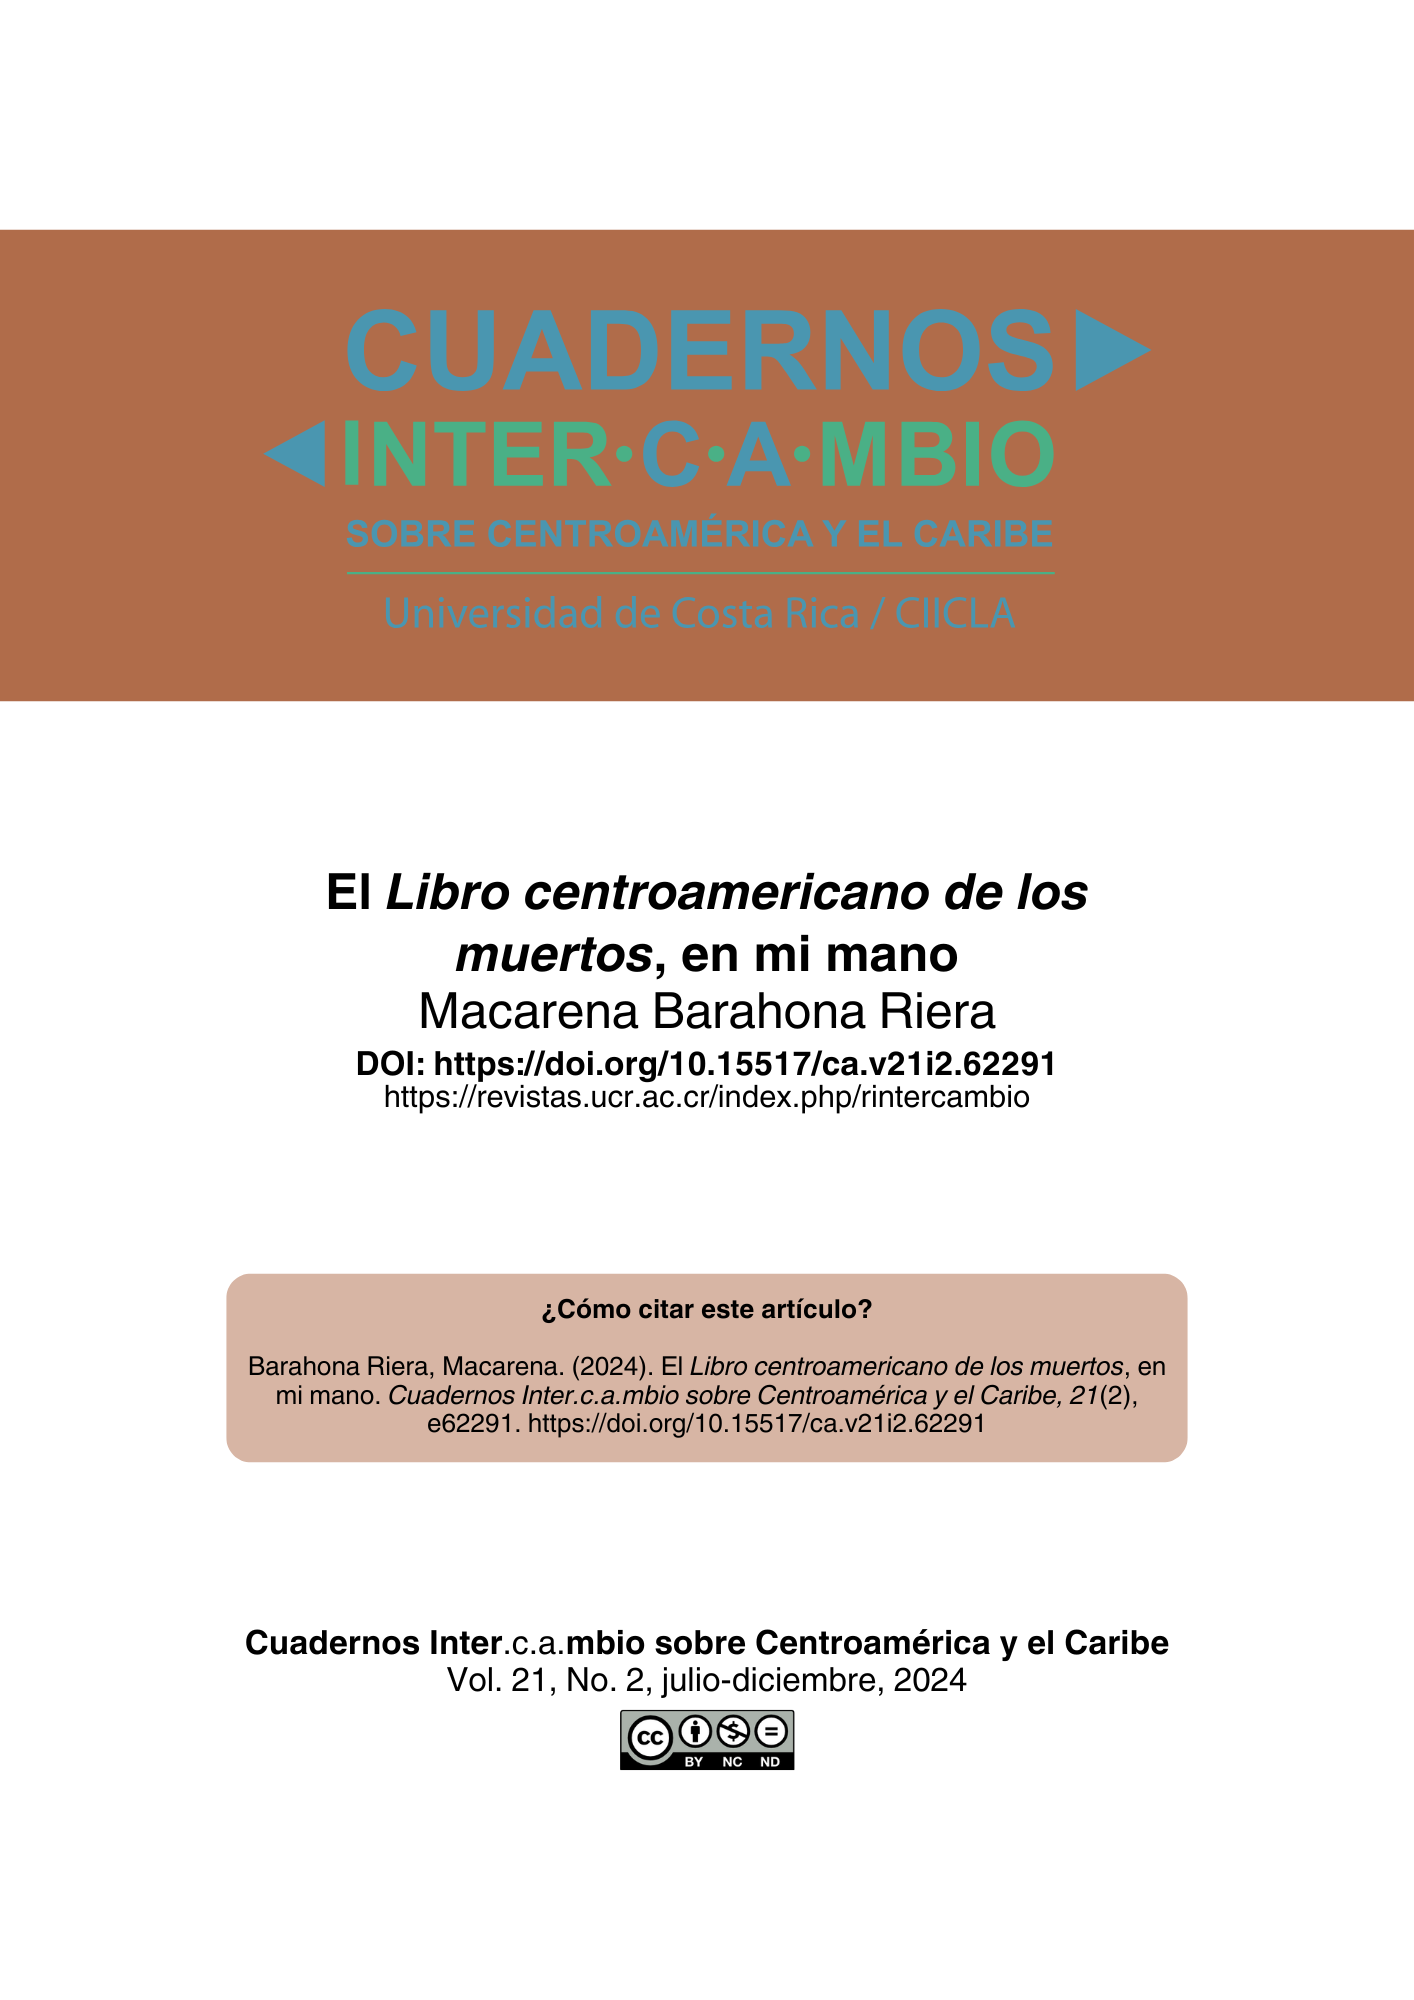 CUADERNOS
INTER·C·A·MBIO
SOBRE CENTROAMÉRICA Y EL CARIBE
Universidad de Costa Rica / CIICLA
El Libro centroamericano de los
muertos, en mi mano
Macarena Barahona Riera
DOI: https://doi.org/10.15517/ca.v21i2.62291
https://revistas.ucr.ac.cr/index.php/rintercambio
¿Cómo citar este artículo?
Barahona Riera, Macarena. (2024). El Libro centroamericano de los muertos, en
mi mano. Cuadernos Inter.c.a.mbio sobre Centroamérica y el Caribe, 21(2),
e62291. https://doi.org/10.15517/ca.v21i2.62291
Cuadernos Inter.c.a.mbio sobre Centroamérica y el Caribe
Vol. 21, No. 2, julio-diciembre, 2024
cc
BY NC ND